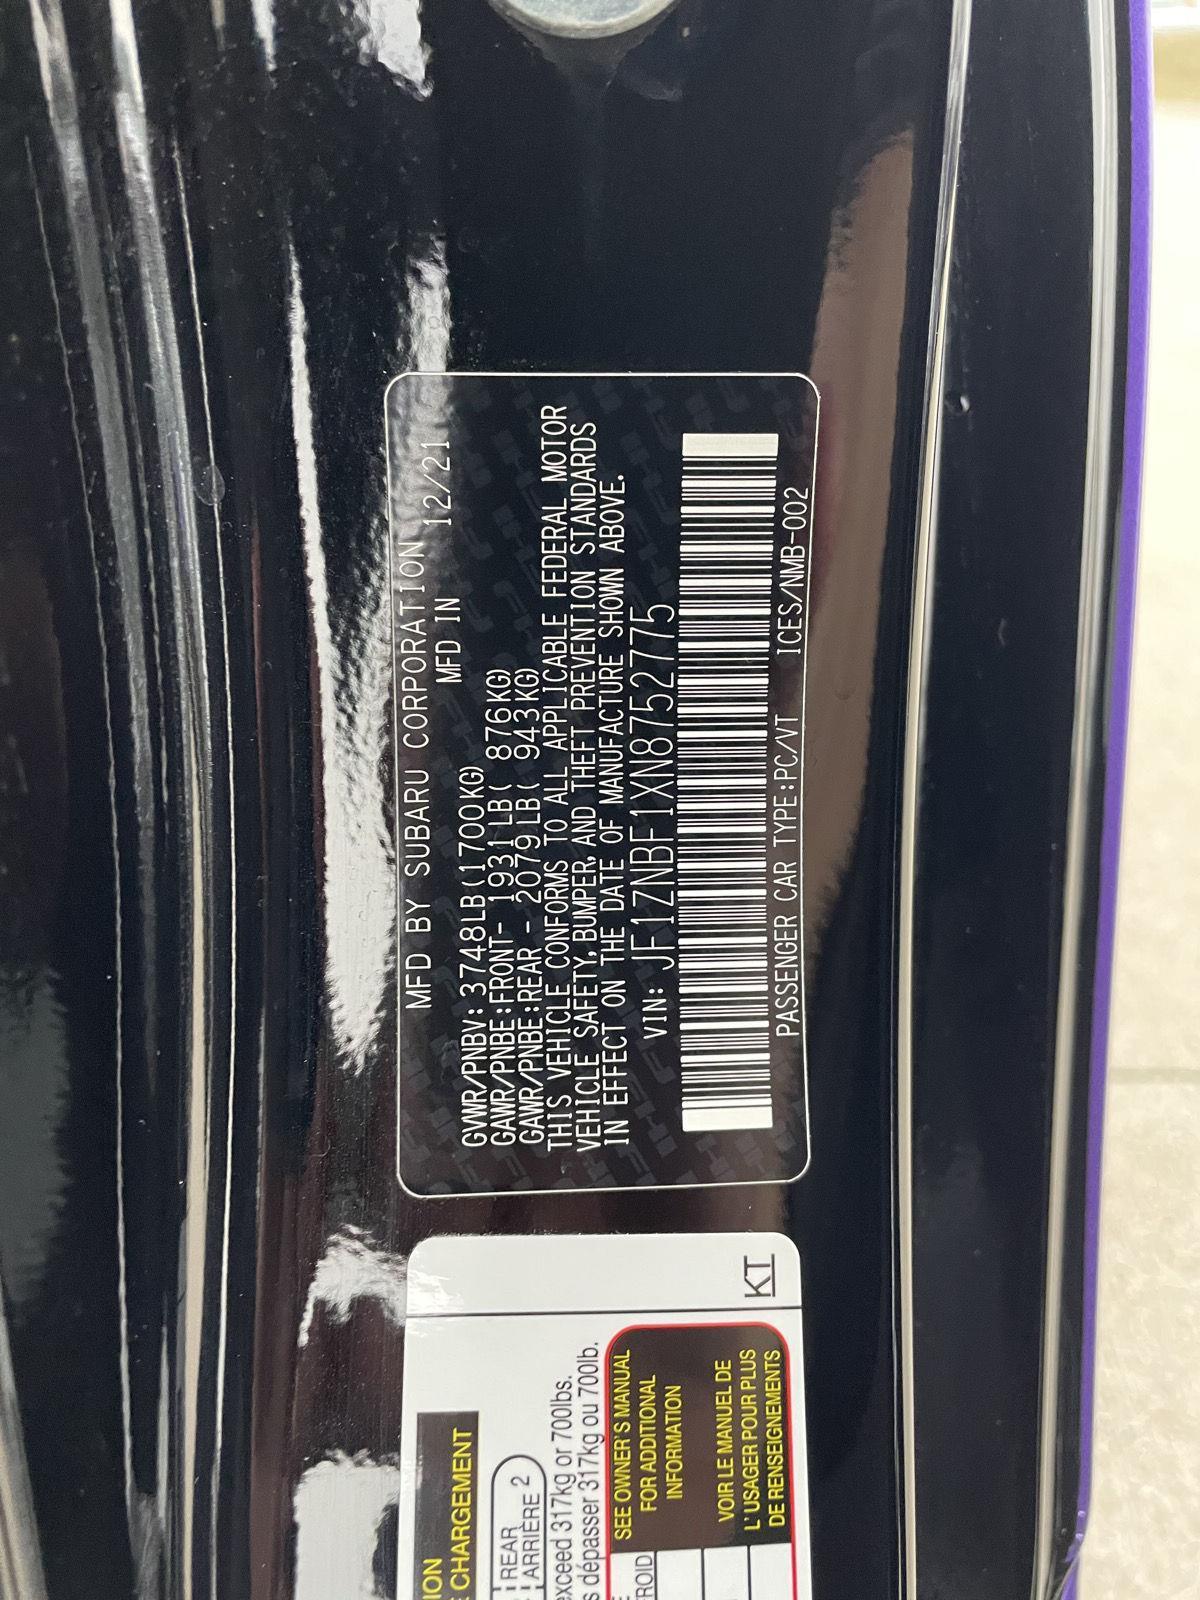 MFD BY SUBARU CORPORATION
MFD IN 12/21
GVWR/PNBV: 3748LB(1700KG)
GAWR/PNBE:FRONT- 1931LB( 876KG)
GAWR/PNBE:REAR - 2079LB( 943KG)
THIS VEHICLE CONFORMS TO ALL APPLICABLE FEDERAL MOTOR
VEHICLE SAFETY,BUMPER,AND THEFT PREVENTION STANDARDS
IN EFFECT ON THE DATE OF MANUFACTURE SHOWN ABOVE.
VIN: JF1ZNBF1XN8752775
PASSENGER CAR TYPE:PC/VT ICES/NMB-002
ION
E CHARGEMENT
REAR
ARRIÈRE 2
exceed 317kg or 700lbs.
s dépasser 317kg ou 700lb.
SEE OWNER'S MANUAL
FOR ADDITIONAL
INFORMATION
VOIR LE MANUEL DE
L' USAGER POUR PLUS
DE RENSEIGNEMENTS
E
FROID
KT